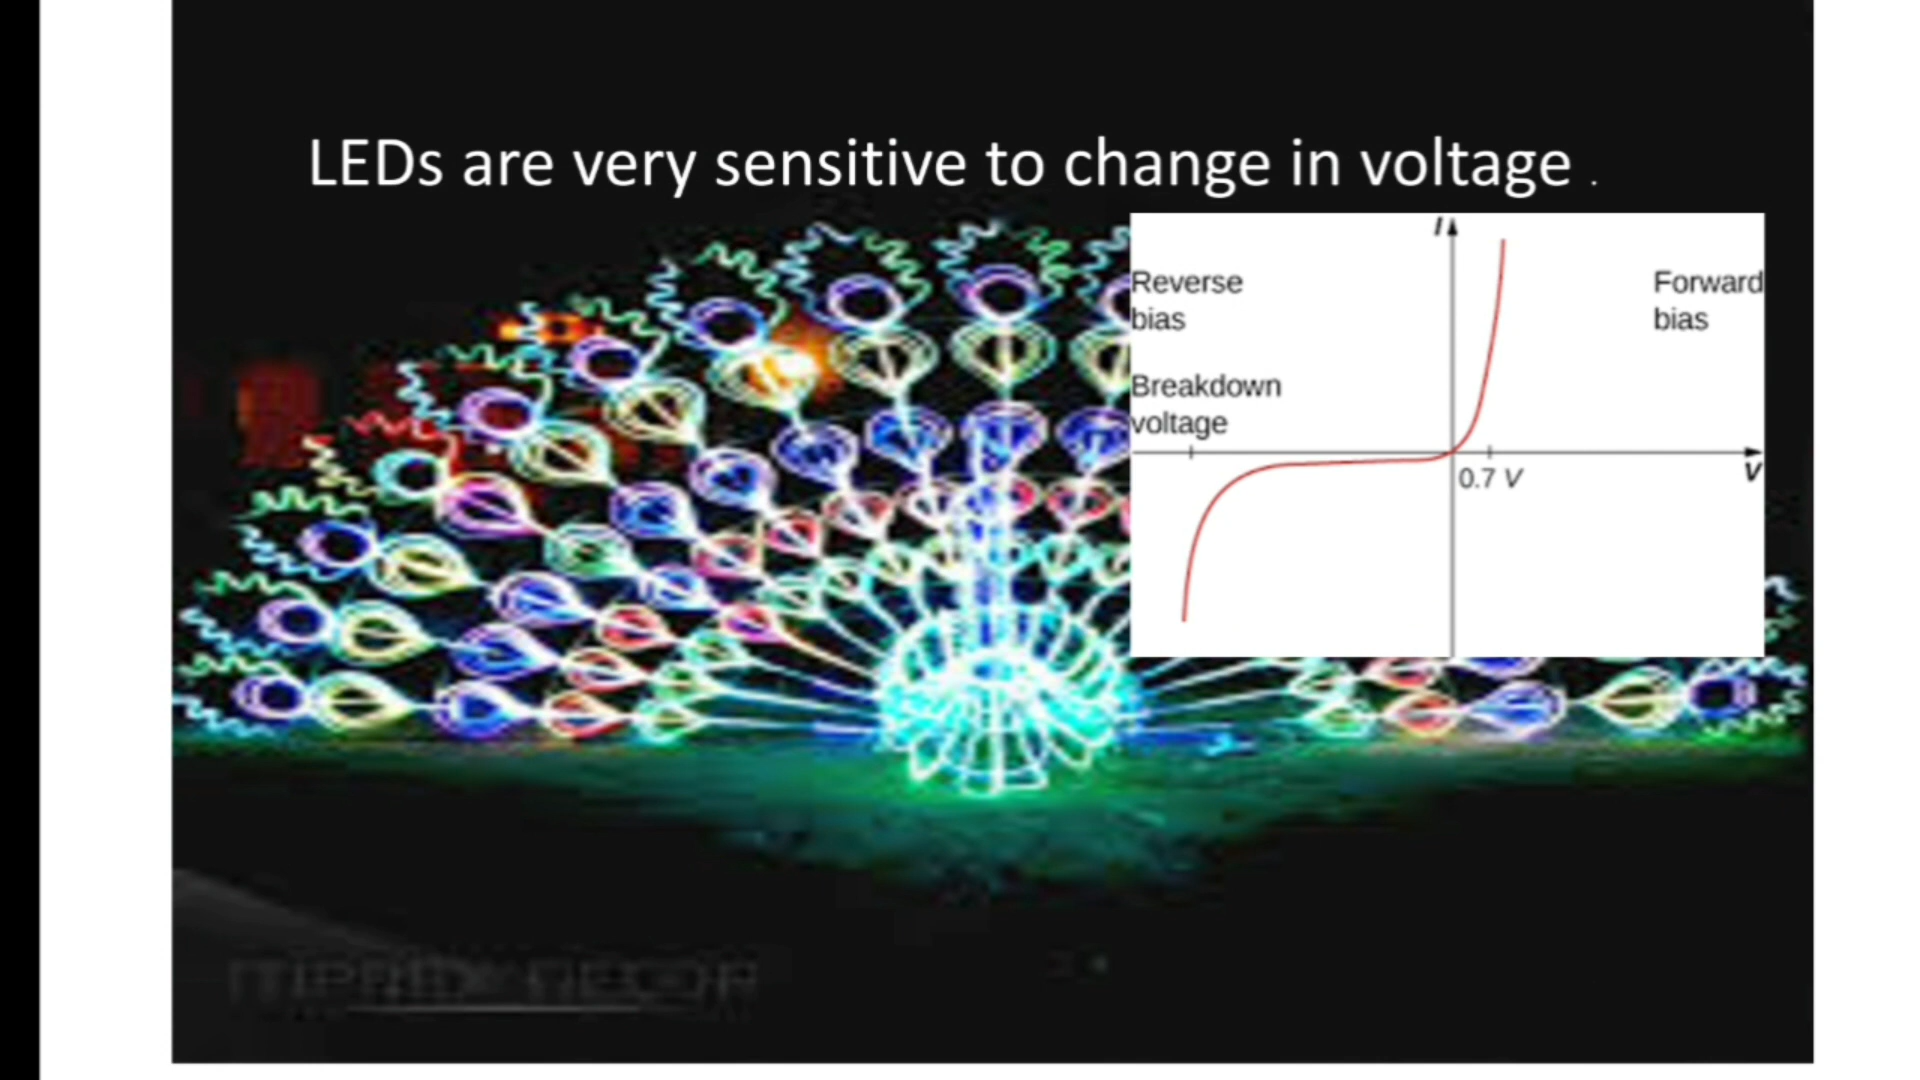 LEDs are very sensitive to change in voltage .
I
Reverse
bias
Forward
bias
Breakdown
voltage
0.7 V
V